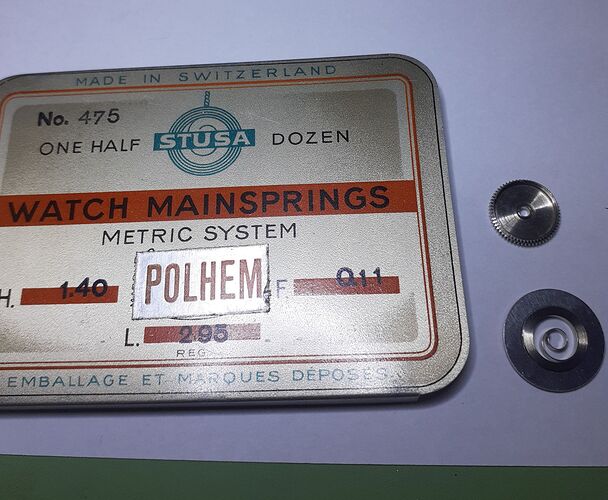 MADE IN SWITZERLAND
No. 475
ONE HALF STUSA DOZEN
WATCH MAINSPRINGS
METRIC SYSTEM
H. 1.40 POLHEM F 0.11
L. 295
REG
EMBALLAGE ET MARQUES DÉPOSÉS